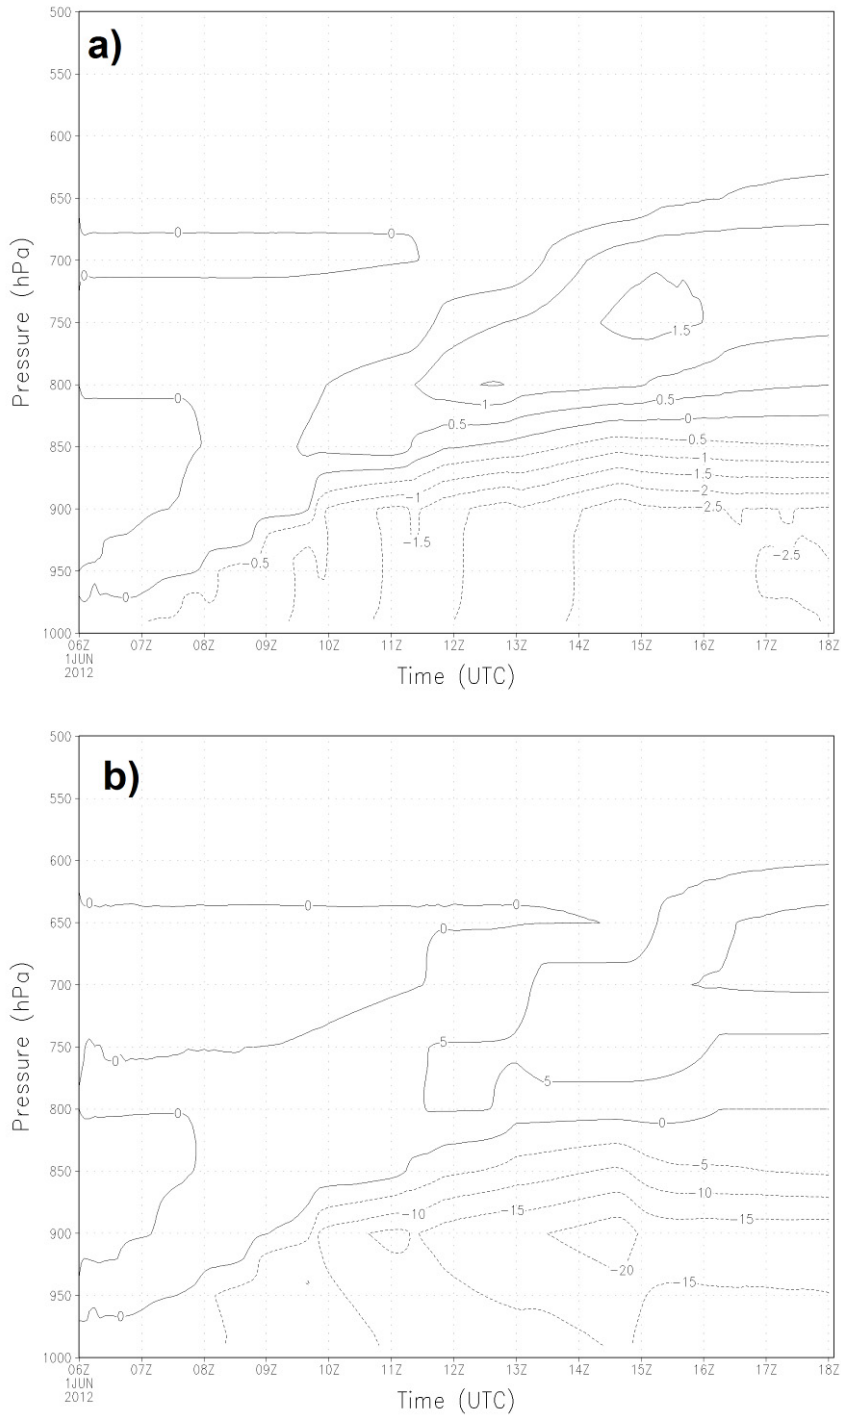 a)
500
550
600
650
700
750
800
850
900
950
1000
Pressure (hPa)
0
0
0
0
0
0
0.5
1
1.5
0.5
0
−0.5
−1
−1.5
−2
−2.5
−0.5
−1
−1.5
−2.5
06Z
07Z
08Z
09Z
10Z
11Z
12Z
13Z
14Z
15Z
16Z
17Z
18Z
1JUN
2012
Time (UTC)
b)
500
550
600
650
700
750
800
850
900
950
1000
Pressure (hPa)
0
0
0
0
0
0
0
5
5
0
−5
−10
−15
−10
−15
−20
−15
06Z
07Z
08Z
09Z
10Z
11Z
12Z
13Z
14Z
15Z
16Z
17Z
18Z
1JUN
2012
Time (UTC)